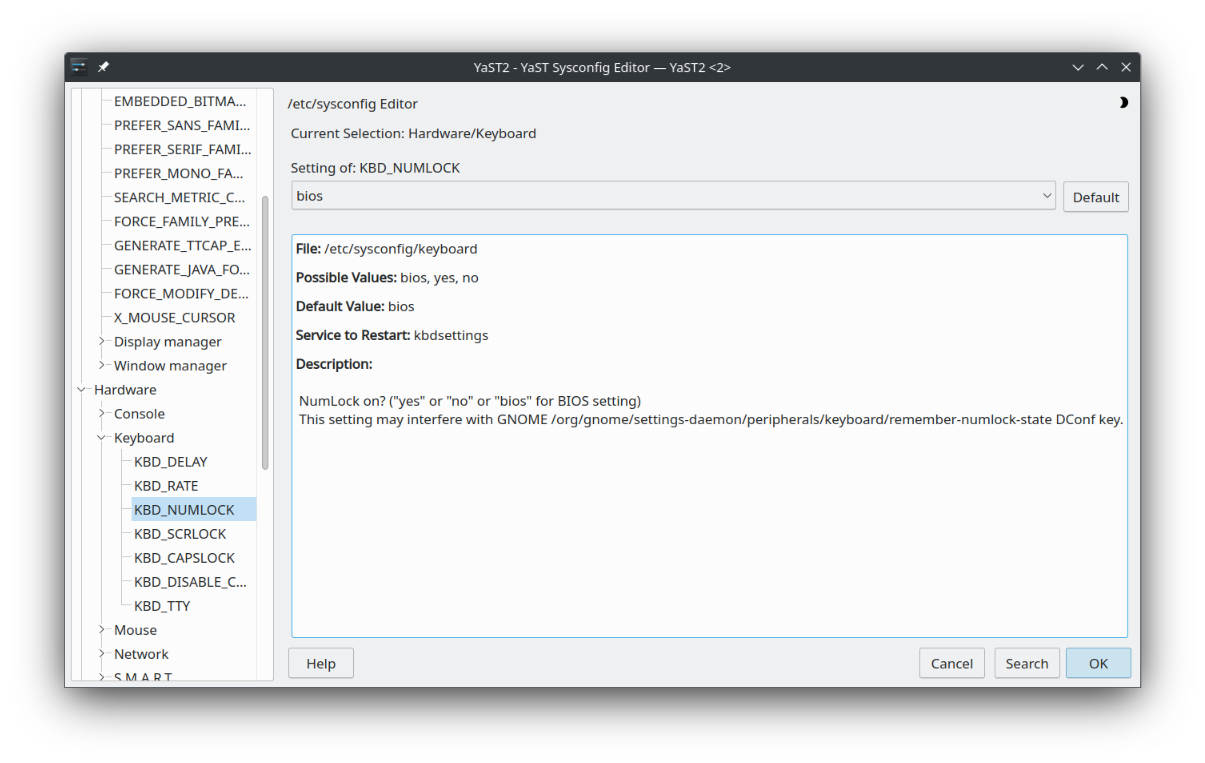 YaST2 - YaST Sysconfig Editor — YaST2 <2>
EMBEDDED_BITMA...
PREFER_SANS_FAMI...
PREFER_SERIF_FAMI...
PREFER_MONO_FA...
SEARCH_METRIC_C...
FORCE_FAMILY_PRE...
GENERATE_TTCAP_E...
GENERATE_JAVA_FO...
FORCE_MODIFY_DE...
X_MOUSE_CURSOR
Display manager
Window manager
Hardware
Console
Keyboard
KBD_DELAY
KBD_RATE
KBD_NUMLOCK
KBD_SCRLOCK
KBD_CAPSLOCK
KBD_DISABLE_C...
KBD_TTY
Mouse
Network
S.M.A.R.T.
/etc/sysconfig Editor
Current Selection: Hardware/Keyboard
Setting of: KBD_NUMLOCK
bios
Default
File: /etc/sysconfig/keyboard
Possible Values: bios, yes, no
Default Value: bios
Service to Restart: kbdsettings
Description:
NumLock on? ("yes" or "no" or "bios" for BIOS setting)
This setting may interfere with GNOME /org/gnome/settings-daemon/peripherals/keyboard/remember-numlock-state DConf key.
Help
Cancel
Search
OK